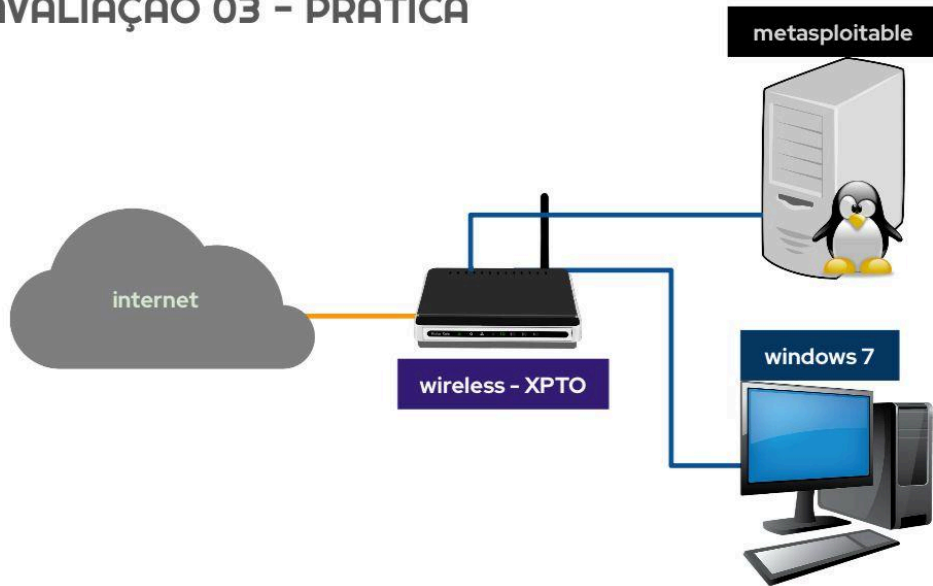 AVALIAÇÃO 03 - PRÁTICA
metasploitable
internet
wireless - XPTO
windows 7